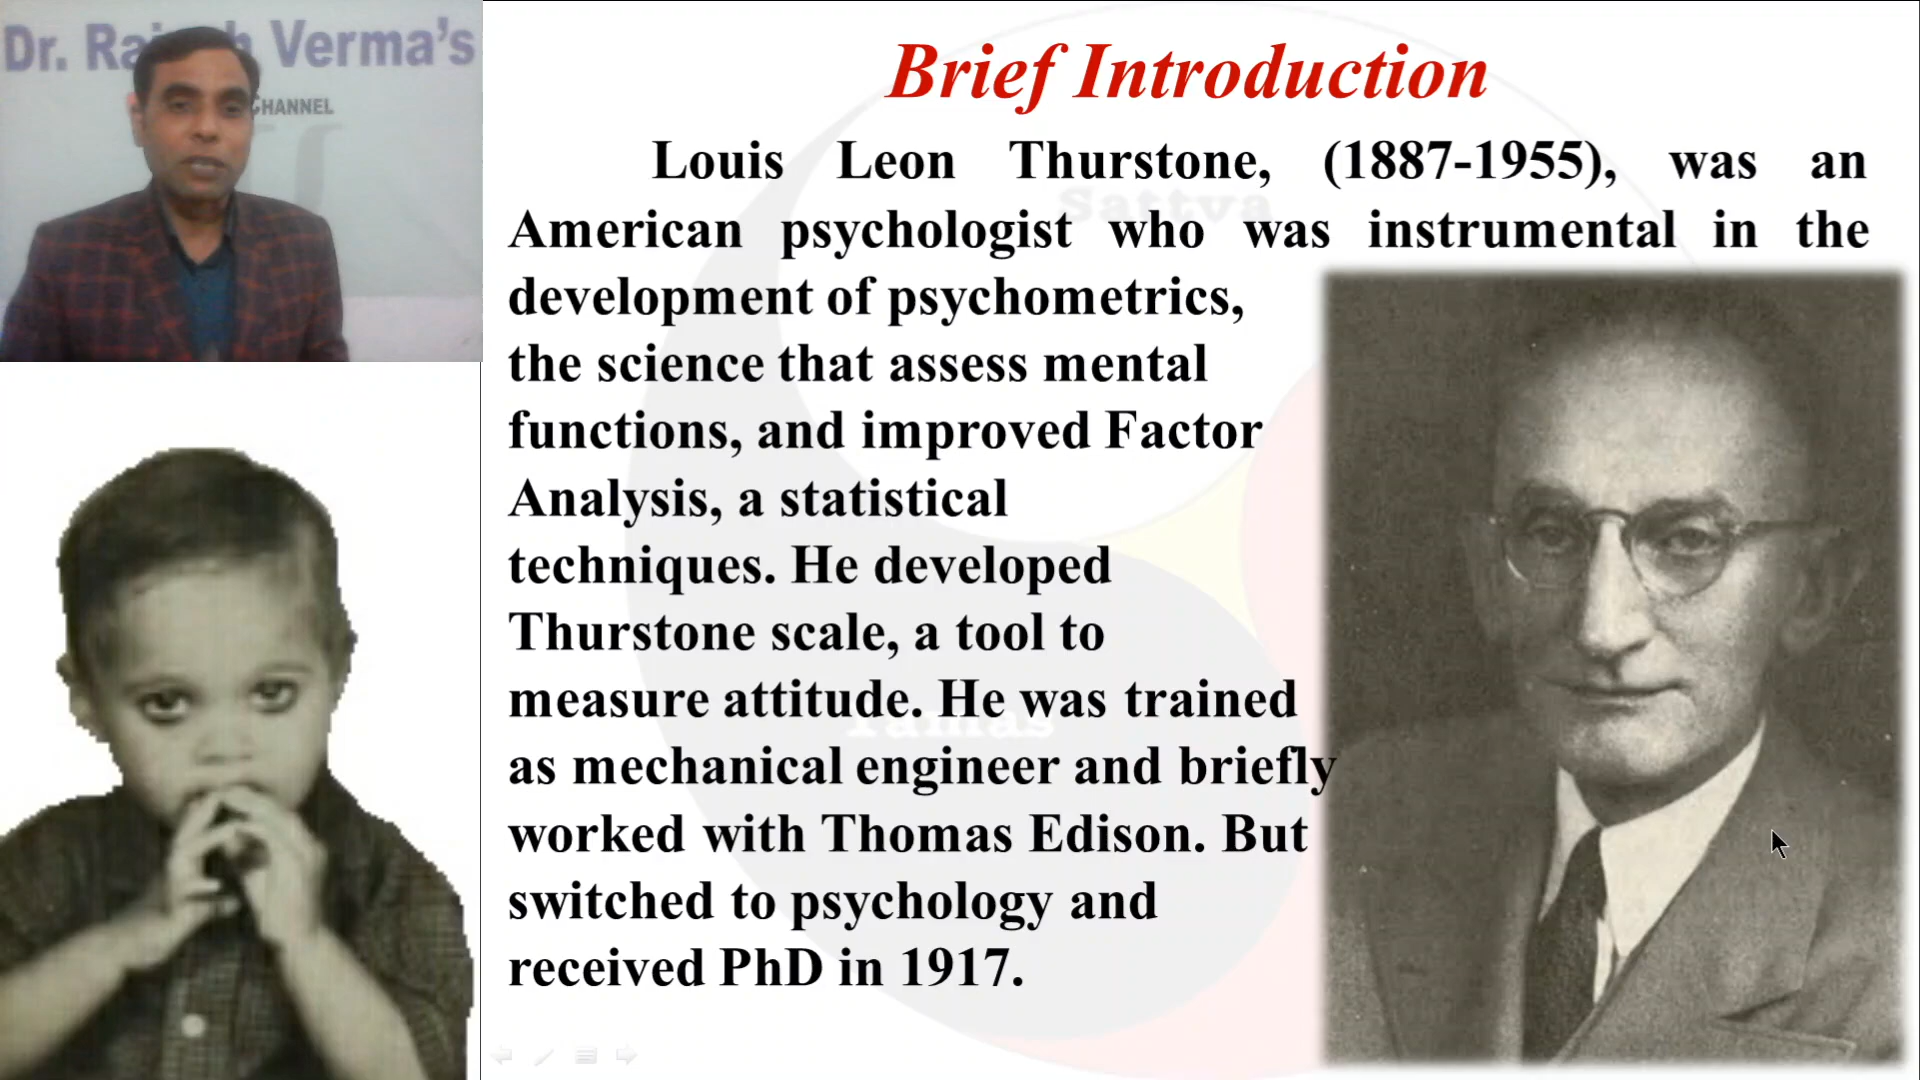 Dr. Ra h Verma's
CHANNEL
Brief Introduction
Louis Leon Thurstone, (1887-1955), was an
American psychologist who was instrumental in the
development of psychometrics,
the science that assess mental
functions, and improved Factor
Analysis, a statistical
techniques. He developed
Thurstone scale, a tool to
measure attitude. He was trained
as mechanical engineer and briefly
worked with Thomas Edison. But
switched to psychology and
received PhD in 1917.
Sattva
Tamas